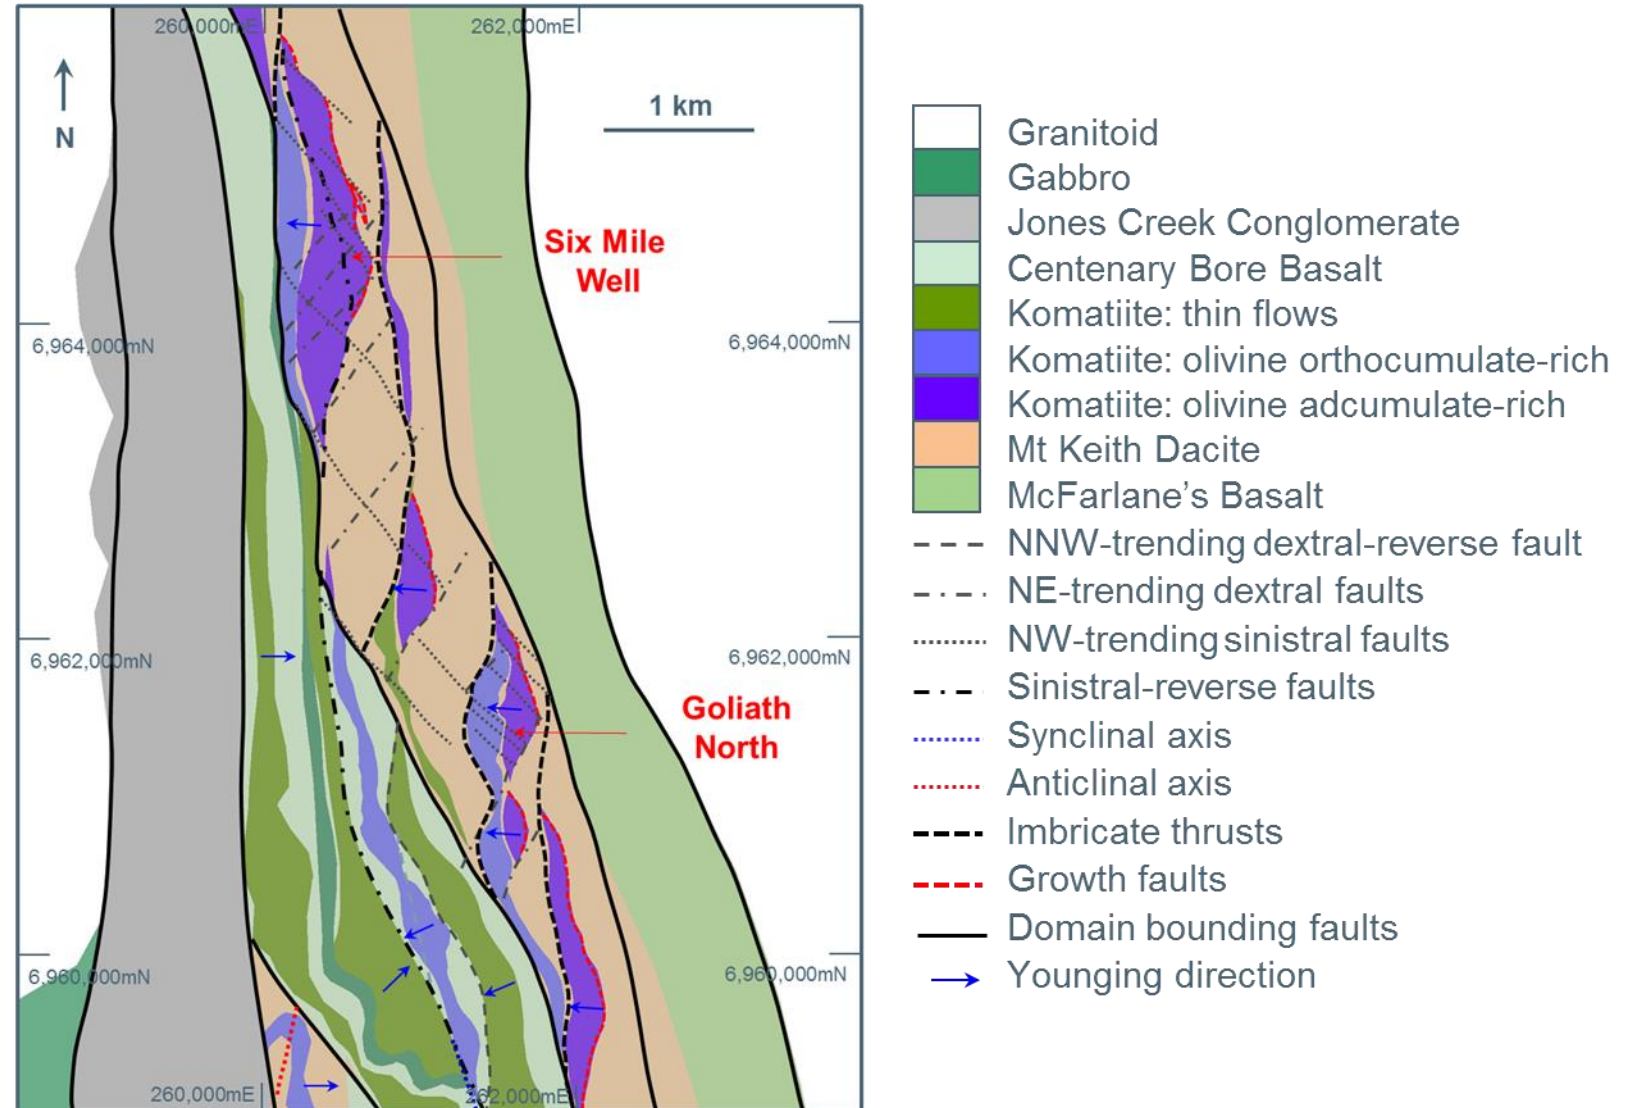 260,000mE
262,000mE
N
1 km
Six Mile
Well
6,964,000mN
6,964,000mN
6,962,000mN
6,962,000mN
Goliath
North
6,960,000mN
6,960,000mN
260,000mE
262,000mE
Granitoid
Gabbro
Jones Creek Conglomerate
Centenary Bore Basalt
Komatiite: thin flows
Komatiite: olivine orthocumulate-rich
Komatiite: olivine adcumulate-rich
Mt Keith Dacite
McFarlane's Basalt
NNW-trending dextral-reverse fault
NE-trending dextral faults
NW-trending sinistral faults
Sinistral-reverse faults
Synclinal axis
Anticlinal axis
Imbricate thrusts
Growth faults
Domain bounding faults
Younging direction